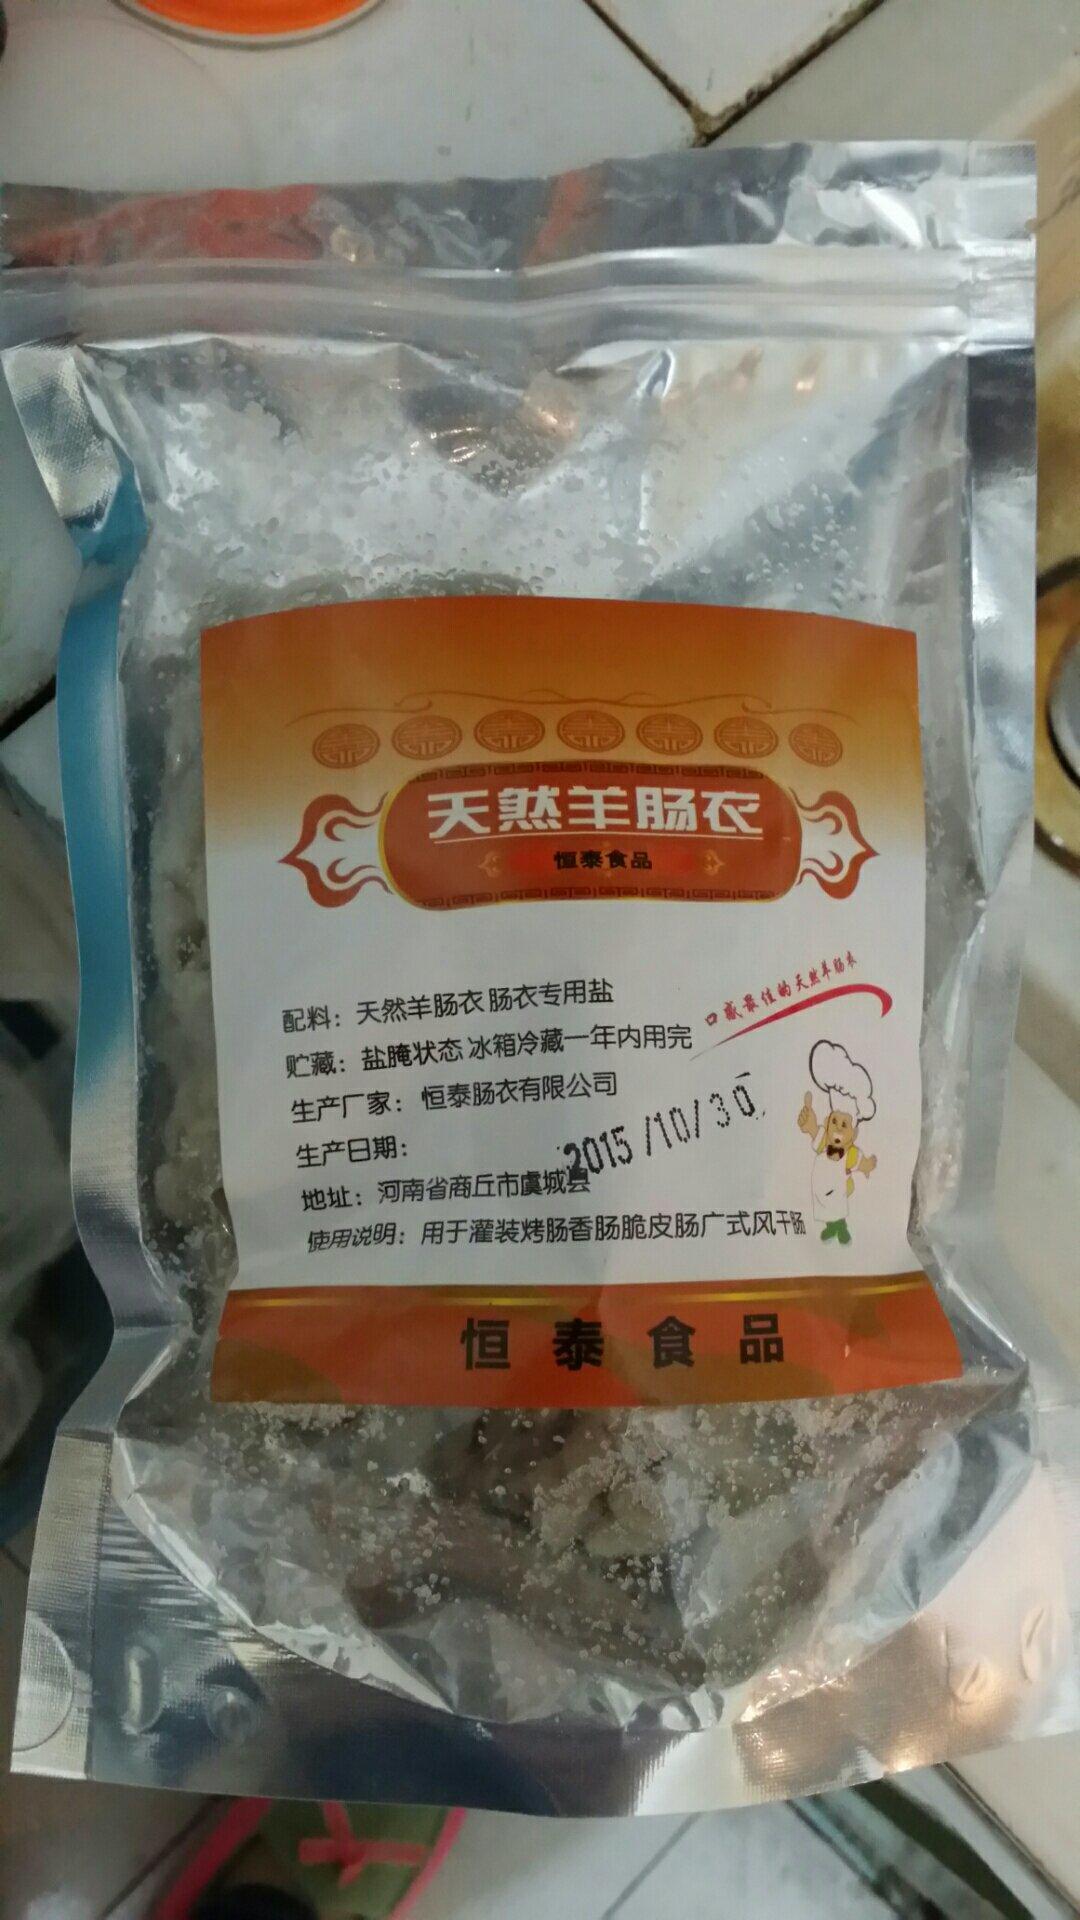 天然羊肠衣
恒泰食品
口感最佳的天然羊肠衣
配料：天然羊肠衣 肠衣专用盐
贮藏：盐腌状态 冰箱冷藏一年内用完
生产厂家：恒泰肠衣有限公司
生产日期：2015/10/30
地址：河南省商丘市虞城县
使用说明：用于灌装烤肠香肠脆皮肠广式风干肠
恒泰食品